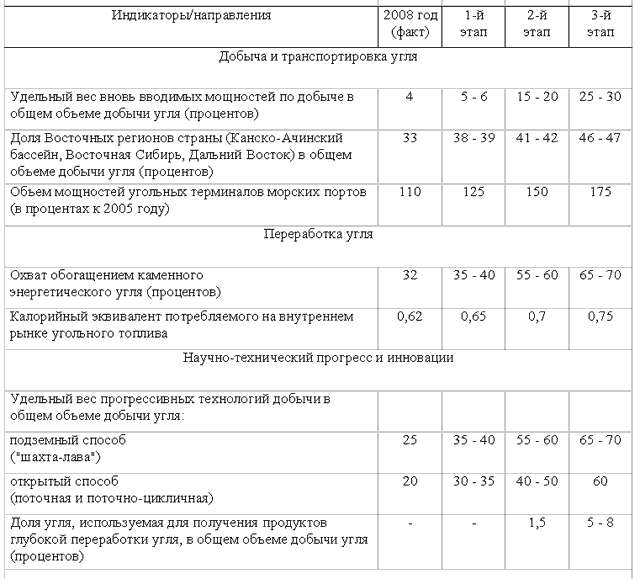 Индикаторы/направления 2008 год (факт) 1-й этап 2-й этап 3-й этап
Добыча и транспортировка угля
Удельный вес вновь вводимых мощностей по добыче в 4 5 - 6 15 - 20 25 - 30
общем объеме добычи угля (процентов)
Доля Восточных регионов страны (Канско-Ачинский 33 38 - 39 41 - 42 46 - 47
бассейн, Восточная Сибирь, Дальний Восток) в общем
объеме добычи угля (процентов)
Объем мощностей угольных терминалов морских портов 110 125 150 175
(в процентах к 2005 году)
Переработка угля
Охват обогащением каменного 32 35 - 40 55 - 60 65 - 70
энергетического угля (процентов)
Калорийный эквивалент потребляемого на внутреннем 0,62 0,65 0,7 0,75
рынке угольного топлива
Научно-технический прогресс и инновации
Удельный вес прогрессивных технологий добычи в
общем объеме добычи угля:
подземный способ 25 35 - 40 55 - 60 65 - 70
("шахта-лава")
открытый способ 20 30 - 35 40 - 50 60
(поточная и поточно-цикличная)
Доля угля, используемая для получения продуктов - - 1,5 5 - 8
глубокой переработки угля, в общем объеме добычи угля
(процентов)